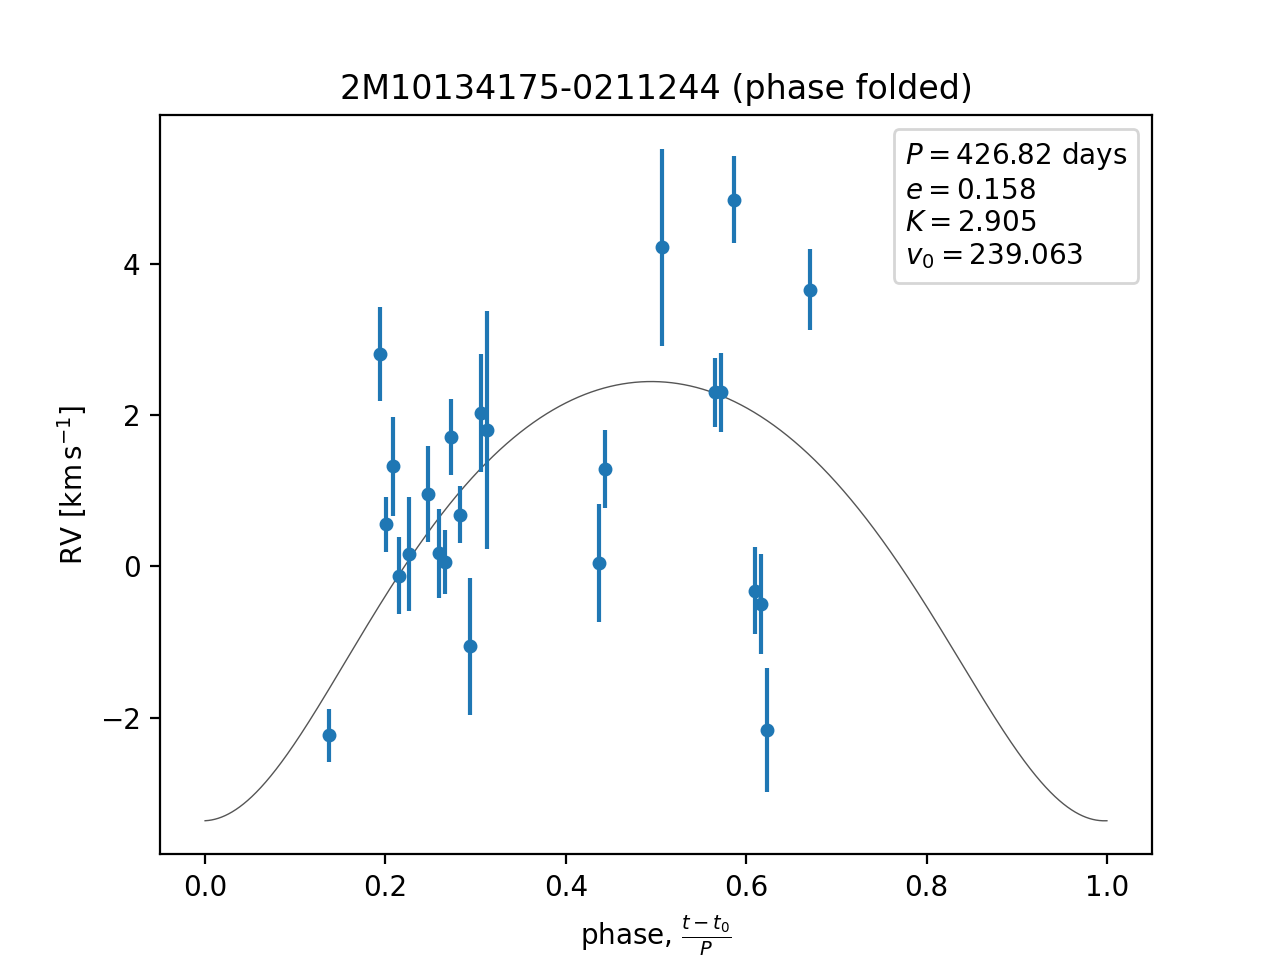 2M10134175-0211244 (phase folded)
P = 426.82 days
e = 0.158
K = 2.905
v₀ = 239.063
4
2
0
−2
RV [km s⁻¹]
0.0 0.2 0.4 0.6 0.8 1.0
phase, (t − t₀)/P